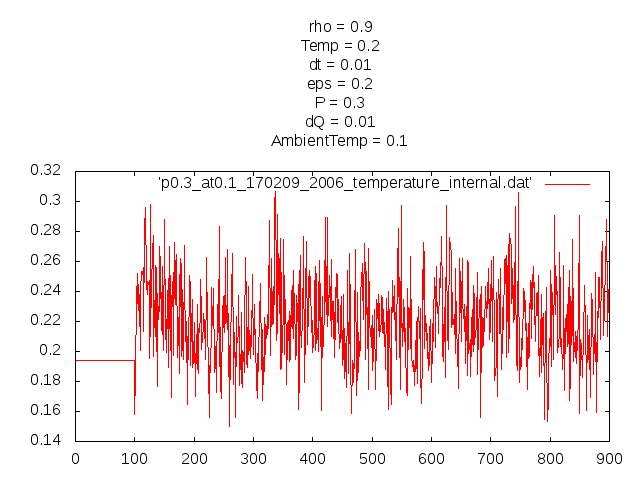 rho = 0.9
Temp = 0.2
dt = 0.01
eps = 0.2
P = 0.3
dQ = 0.01
AmbientTemp = 0.1
'p0.3_at0.1_170209_2006_temperature_internal.dat'
0.32
0.3
0.28
0.26
0.24
0.22
0.2
0.18
0.16
0.14
0 100 200 300 400 500 600 700 800 900